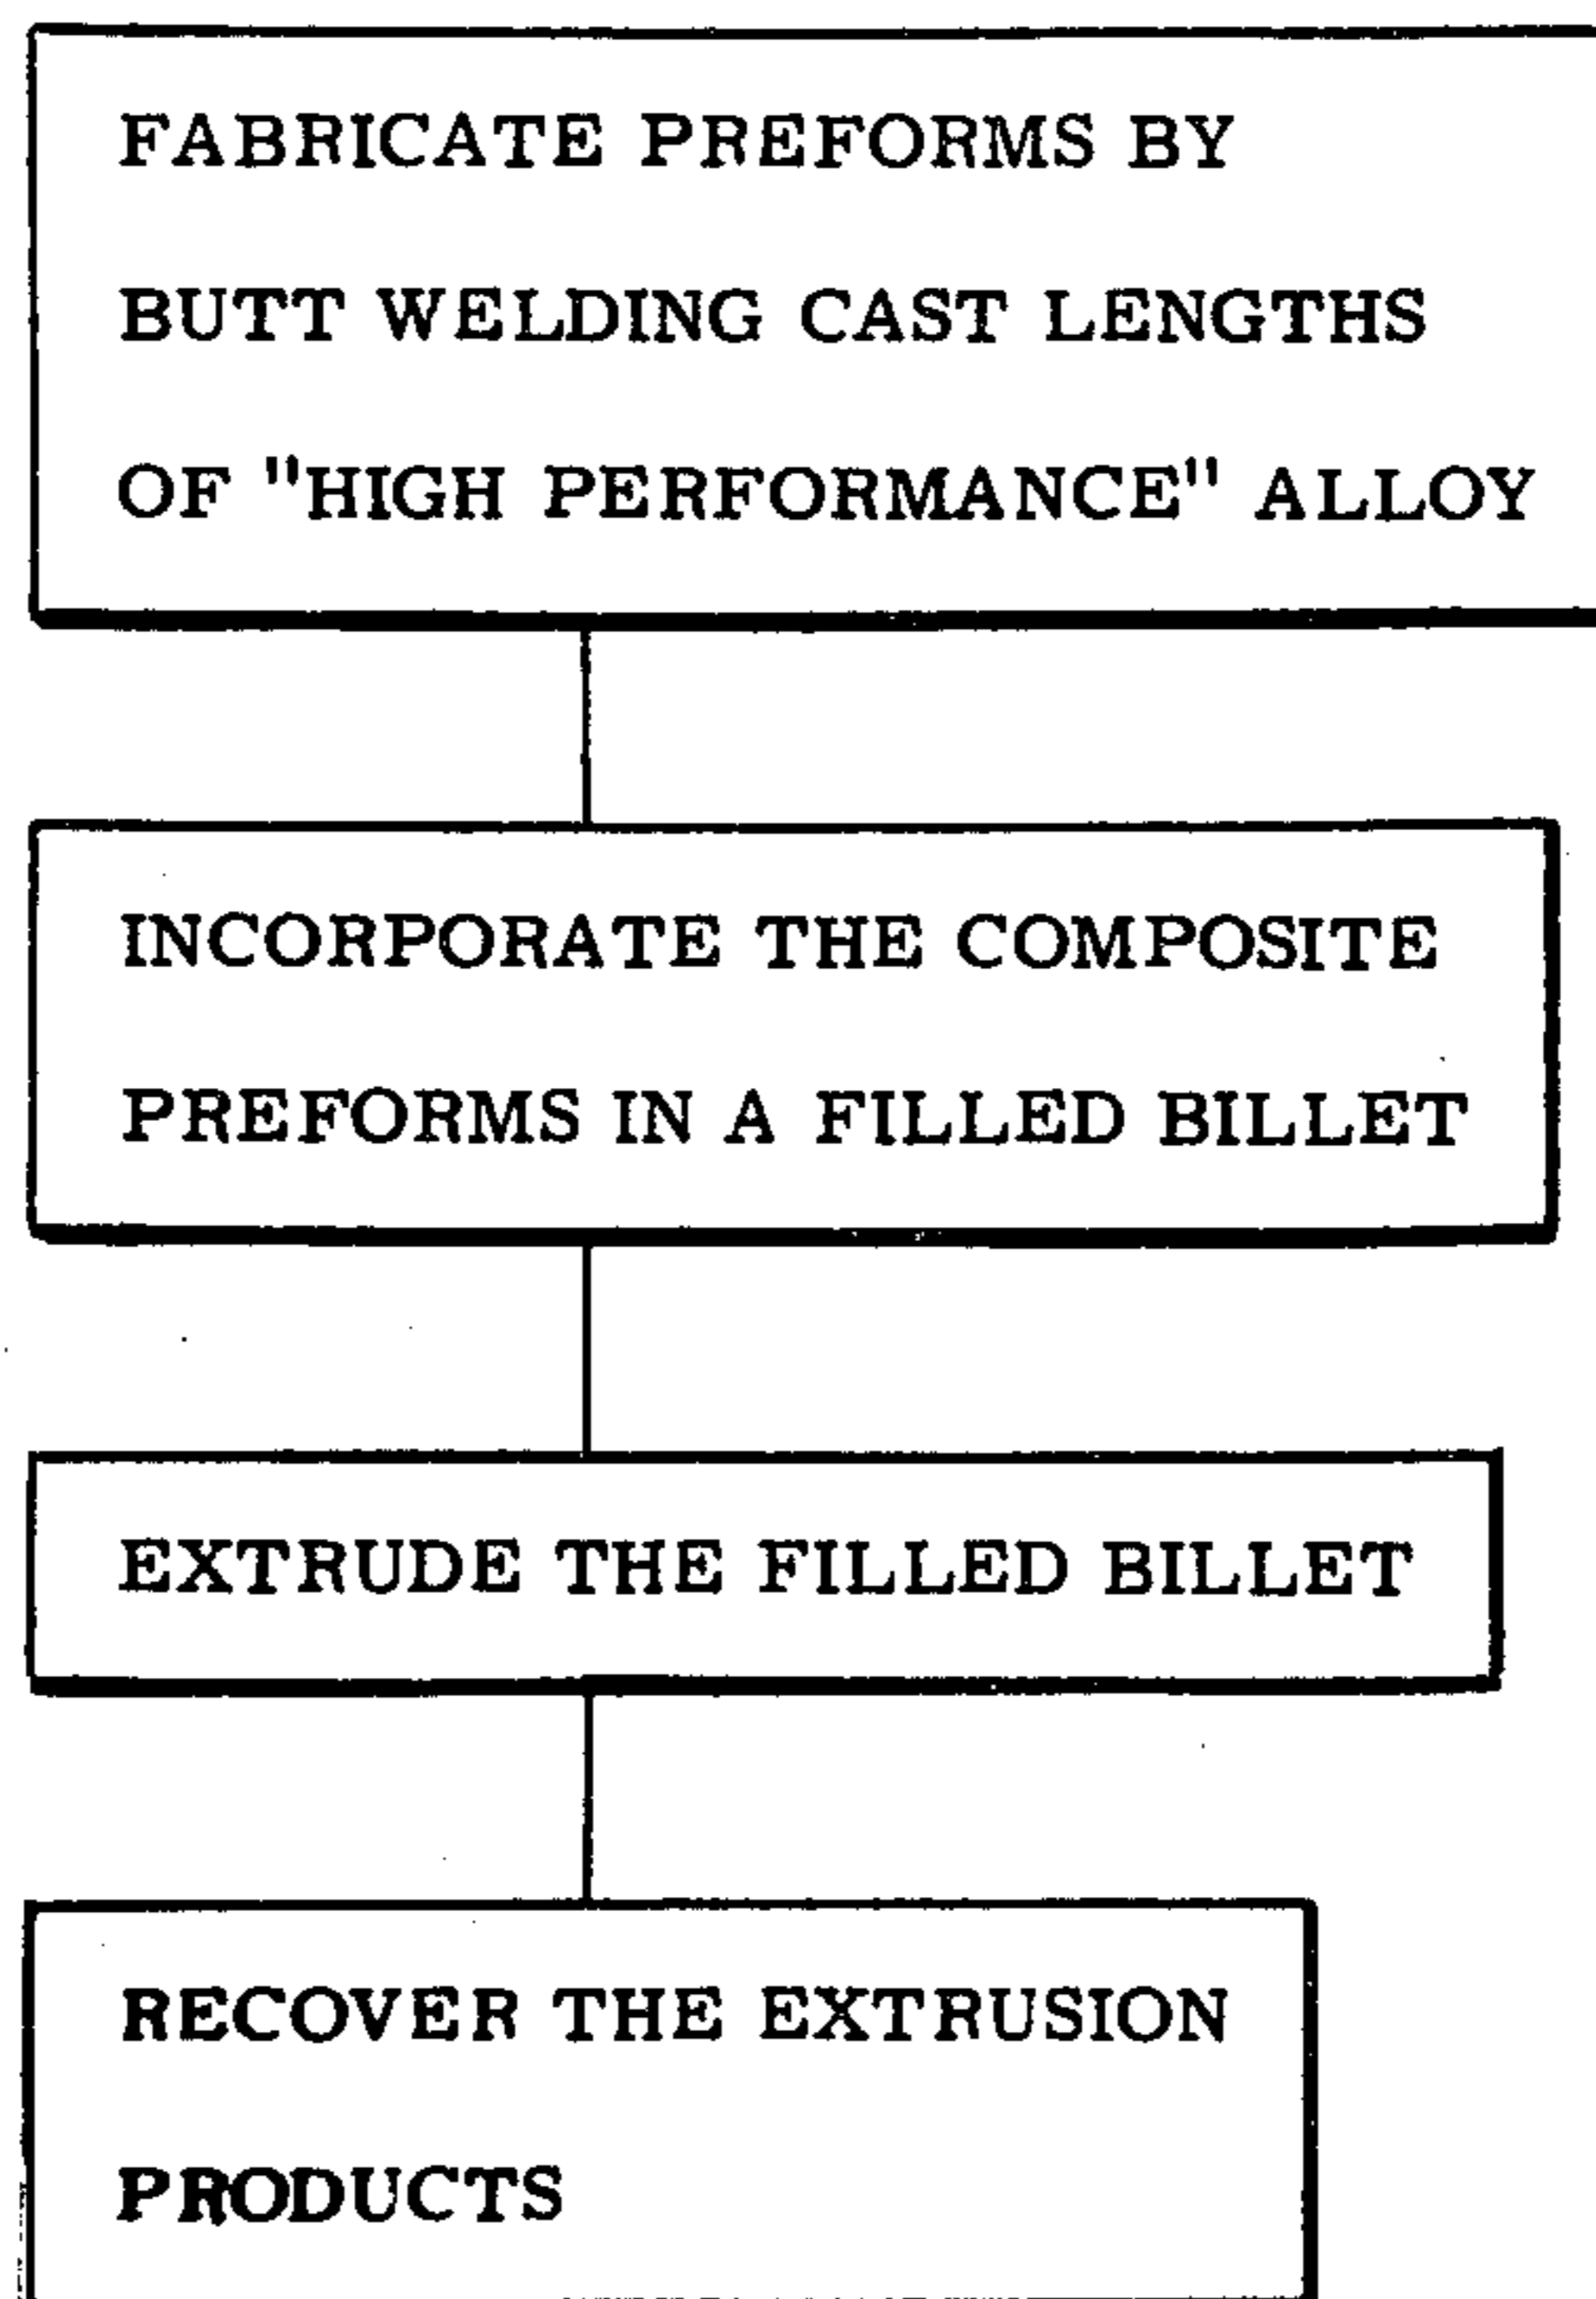 FABRICATE PREFORMS BY
BUTT WELDING CAST LENGTHS
OF "HIGH PERFORMANCE" ALLOY
INCORPORATE THE COMPOSITE
PREFORMS IN A FILLED BILLET
EXTRUDE THE FILLED BILLET
RECOVER THE EXTRUSION
PRODUCTS